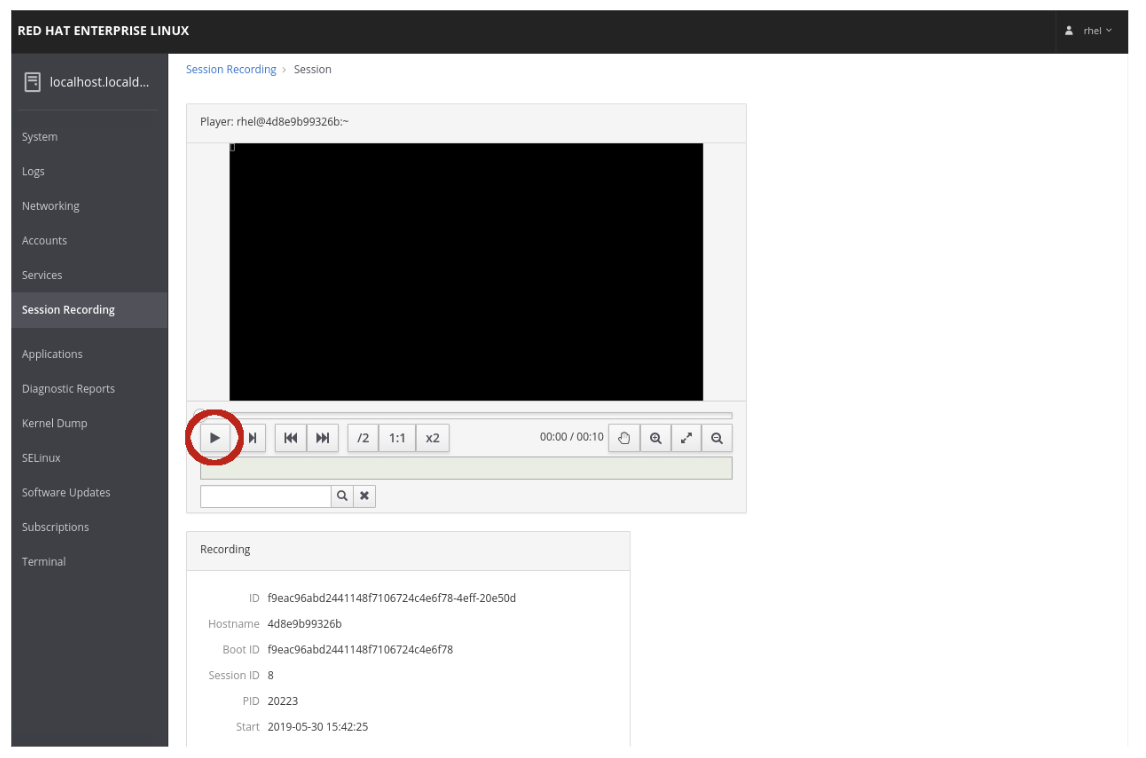 RED HAT ENTERPRISE LINUX
rhel
localhost.locald...
System
Logs
Networking
Accounts
Services
Session Recording
Applications
Diagnostic Reports
Kernel Dump
SELinux
Software Updates
Subscriptions
Terminal
Session Recording › Session
Player: rhel@4d8e9b99326b:~
/2 1:1 x2 00:00 / 00:10
Recording
ID f9eac96abd2441148f7106724c4e6f78-4eff-20e50d
Hostname 4d8e9b99326b
Boot ID f9eac96abd2441148f7106724c4e6f78
Session ID 8
PID 20223
Start 2019-05-30 15:42:25